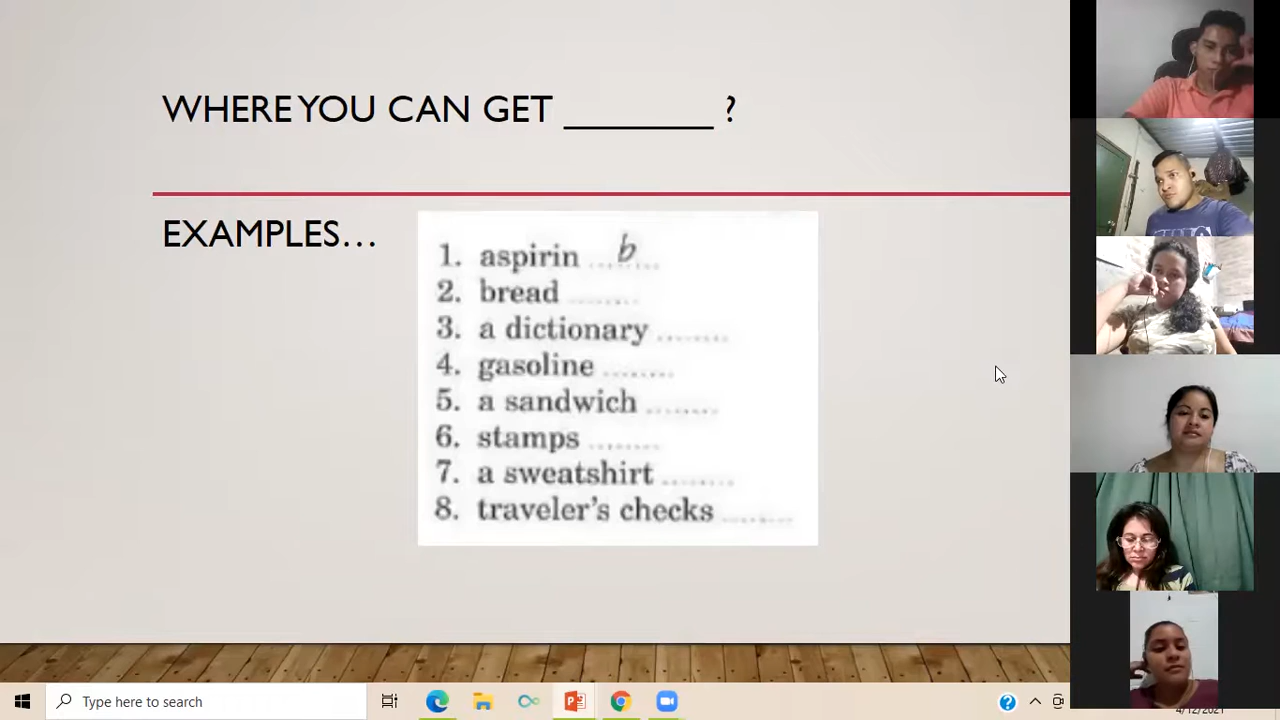 WHERE YOU CAN GET ________ ?
EXAMPLES...
1. aspirin ....b....
2. bread ........
3. a dictionary ........
4. gasoline ........
5. a sandwich ........
6. stamps ........
7. a sweatshirt ........
8. traveler's checks ........
Type here to search